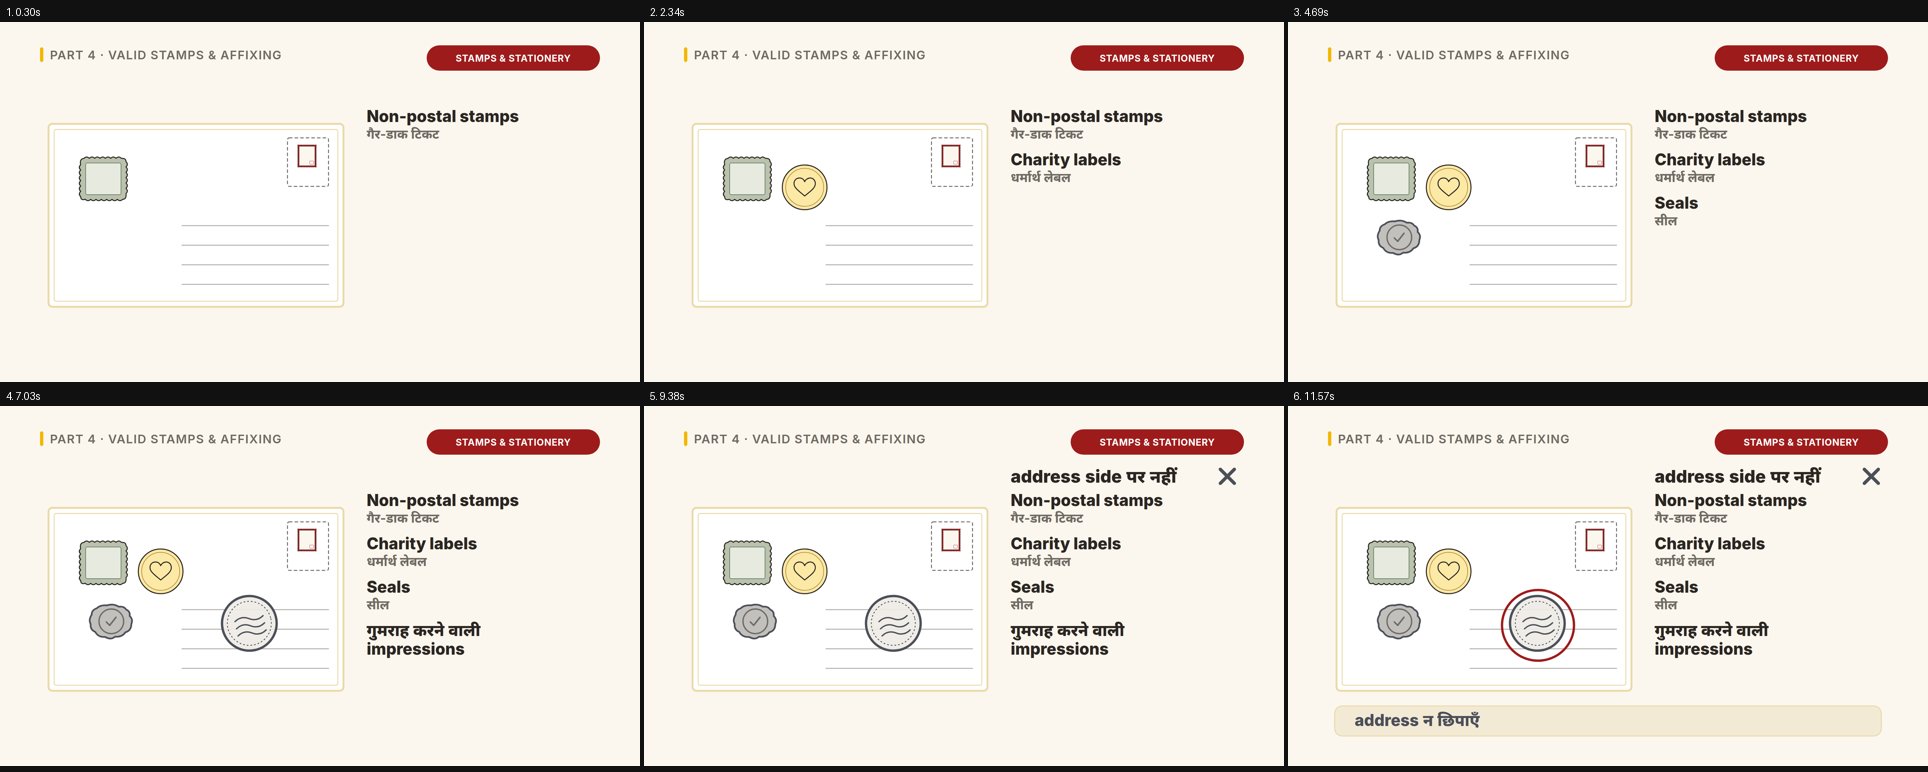 1. 0.30s
PART 4 · VALID STAMPS & AFFIXING
STAMPS & STATIONERY
Non-postal stamps
गैर-डाक टिकट
2. 2.34s
PART 4 · VALID STAMPS & AFFIXING
STAMPS & STATIONERY
Non-postal stamps
गैर-डाक टिकट
Charity labels
धर्मार्थ लेबल
3. 4.69s
PART 4 · VALID STAMPS & AFFIXING
STAMPS & STATIONERY
Non-postal stamps
गैर-डाक टिकट
Charity labels
धर्मार्थ लेबल
Seals
सील
4. 7.03s
PART 4 · VALID STAMPS & AFFIXING
STAMPS & STATIONERY
Non-postal stamps
गैर-डाक टिकट
Charity labels
धर्मार्थ लेबल
Seals
सील
गुमराह करने वाली
impressions
5. 9.38s
PART 4 · VALID STAMPS & AFFIXING
STAMPS & STATIONERY
address side पर नहीं
Non-postal stamps
गैर-डाक टिकट
Charity labels
धर्मार्थ लेबल
Seals
सील
गुमराह करने वाली
impressions
6. 11.57s
PART 4 · VALID STAMPS & AFFIXING
STAMPS & STATIONERY
address side पर नहीं
Non-postal stamps
गैर-डाक टिकट
Charity labels
धर्मार्थ लेबल
Seals
सील
गुमराह करने वाली
impressions
address न छिपाएँ